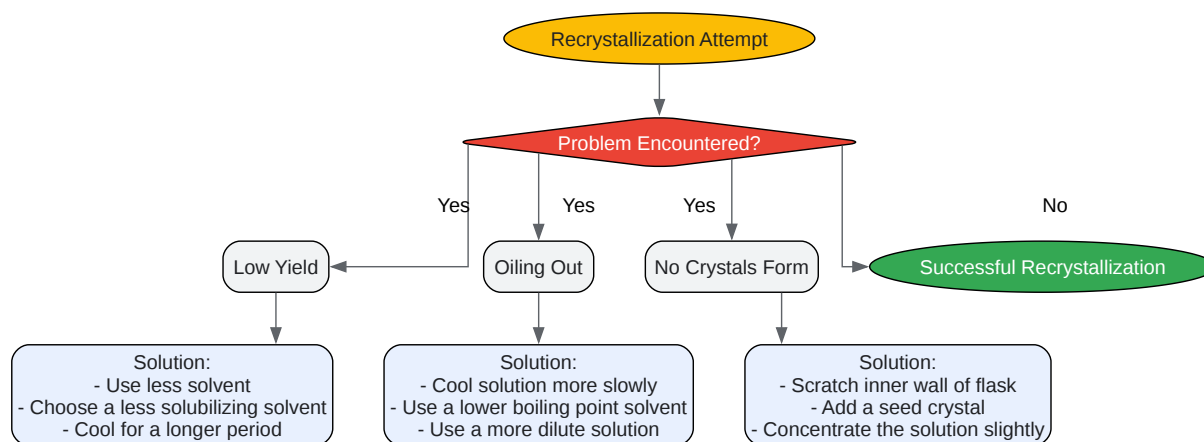 Recrystallization Attempt
Problem Encountered?
Yes
Yes
Yes
No
Low Yield
Oiling Out
No Crystals Form
Successful Recrystallization
Solution:
- Use less solvent
- Choose a less solubilizing solvent
- Cool for a longer period
Solution:
- Cool solution more slowly
- Use a lower boiling point solvent
- Use a more dilute solution
Solution:
- Scratch inner wall of flask
- Add a seed crystal
- Concentrate the solution slightly